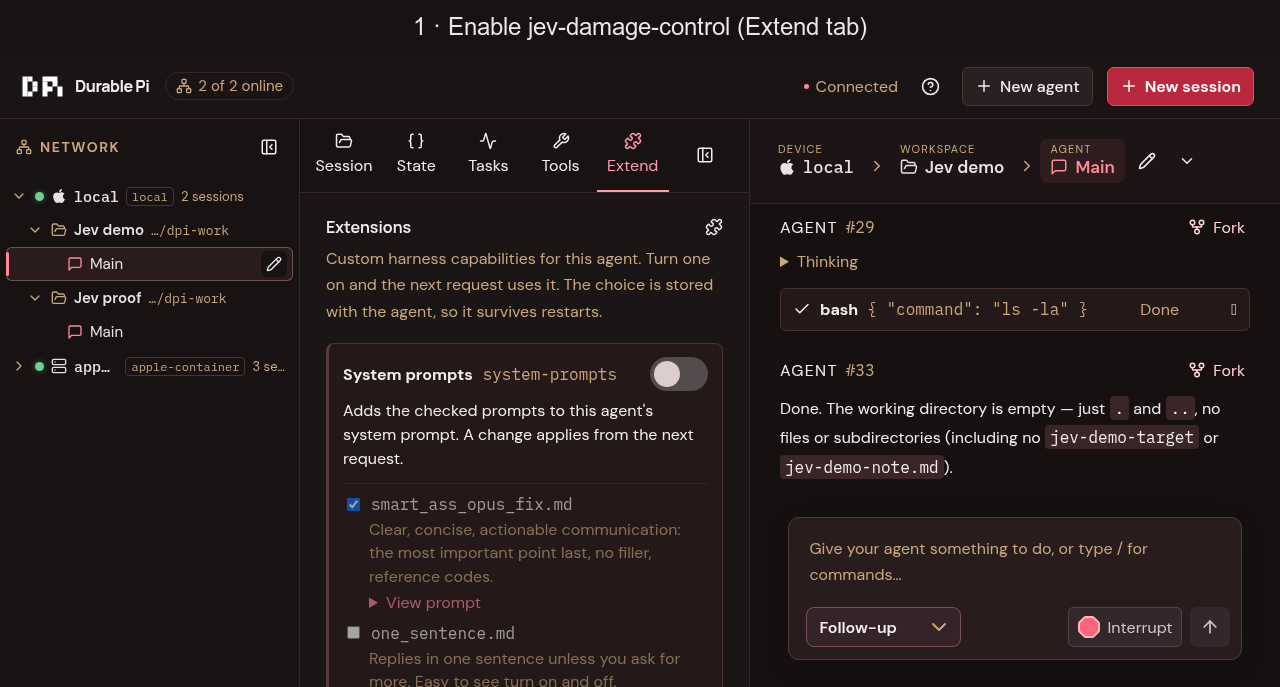 1 · Enable jev-damage-control (Extend tab)
Durable Pi
2 of 2 online
Connected
New agent
New session
NETWORK
local local 2 sessions
Jev demo …/dpi-work
Main
Jev proof …/dpi-work
Main
app… apple-container 3 se…
Session
State
Tasks
Tools
Extend
Extensions
Custom harness capabilities for this agent. Turn one
on and the next request uses it. The choice is stored
with the agent, so it survives restarts.
System prompts system-prompts
Adds the checked prompts to this agent's
system prompt. A change applies from the next
request.
smart_ass_opus_fix.md
Clear, concise, actionable communication:
the most important point last, no filler,
reference codes.
View prompt
one_sentence.md
Replies in one sentence unless you ask for
more. Easy to see turn on and off.
DEVICE
local
WORKSPACE
Jev demo
AGENT
Main
AGENT #29
Fork
Thinking
bash { "command": "ls -la" } Done
AGENT #33
Fork
Done. The working directory is empty — just . and .., no
files or subdirectories (including no jev-demo-target or
jev-demo-note.md).
Give your agent something to do, or type / for
commands…
Follow-up
Interrupt